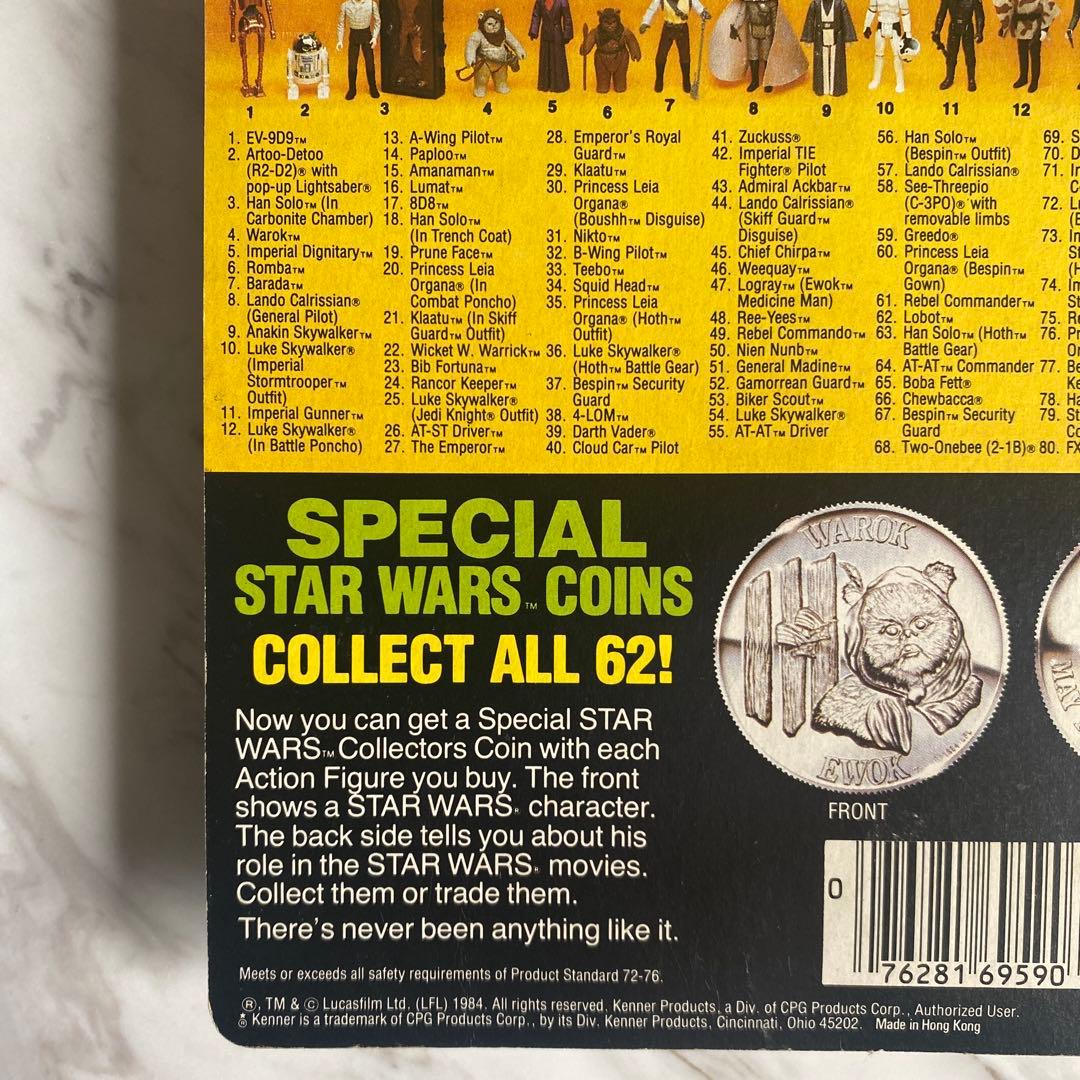 1 2 3 4 5 6 7 8 9 10 11 12
1. EV-9D9™
2. Artoo-Detoo
(R2-D2)® with
pop-up Lightsaber®
3. Han Solo™ (In
Carbonite Chamber)
4. Warok™
5. Imperial Dignitary™
6. Romba™
7. Barada™
8. Lando Calrissian®
(General Pilot)
9. Anakin Skywalker™
10. Luke Skywalker®
(Imperial
Stormtrooper™
Outfit)
11. Imperial Gunner™
12. Luke Skywalker®
(In Battle Poncho)
13. A-Wing Pilot™
14. Paploo™
15. Amanaman™
16. Lumat™
17. 8D8™
18. Han Solo™
(In Trench Coat)
19. Prune Face™
20. Princess Leia
Organa® (In
Combat Poncho)
21. Klaatu™ (In Skiff
Guard™ Outfit)
22. Wicket W. Warrick™
23. Bib Fortuna™
24. Rancor Keeper™
25. Luke Skywalker®
(Jedi Knight® Outfit)
26. AT-ST Driver™
27. The Emperor™
28. Emperor's Royal
Guard™
29. Klaatu™
30. Princess Leia
Organa®
(Boushh™ Disguise)
31. Nikto™
32. B-Wing Pilot™
33. Teebo™
34. Squid Head™
35. Princess Leia
Organa® (Hoth™
Outfit)
36. Luke Skywalker®
(Hoth™ Battle Gear)
37. Bespin™ Security
Guard
38. 4-LOM™
39. Darth Vader®
40. Cloud Car™ Pilot
41. Zuckuss®
42. Imperial TIE
Fighter® Pilot
43. Admiral Ackbar™
44. Lando Calrissian®
(Skiff Guard™
Disguise)
45. Chief Chirpa™
46. Weequay™
47. Logray™ (Ewok™
Medicine Man)
48. Ree-Yees™
49. Rebel Commando™
50. Nien Nunb™
51. General Madine™
52. Gamorrean Guard™
53. Biker Scout™
54. Luke Skywalker®
55. AT-AT™ Driver
56. Han Solo™
(Bespin™ Outfit)
57. Lando Calrissian®
58. See-Threepio
(C-3PO)® with
removable limbs
59. Greedo®
60. Princess Leia
Organa® (Bespin™
Gown)
61. Rebel Commander™
62. Lobot™
63. Han Solo™ (Hoth™
Battle Gear)
64. AT-AT™ Commander
65. Boba Fett®
66. Chewbacca®
67. Bespin™ Security
Guard
68. Two-Onebee (2-1B)®
69.
70.
71.
72.
73.
74.
75.
76.
77.
78.
79.
80.
SPECIAL
STAR WARS™ COINS
COLLECT ALL 62!
Now you can get a Special STAR
WARS™ Collectors Coin with each
Action Figure you buy. The front
shows a STAR WARS® character.
The back side tells you about his
role in the STAR WARS® movies.
Collect them or trade them.
There's never been anything like it.
WAROK
EWOK
FRONT
MAY
0 76281 69590
Meets or exceeds all safety requirements of Product Standard 72-76.
®, TM & © Lucasfilm Ltd. (LFL) 1984. All rights reserved. Kenner Products, a Div. of CPG Products Corp., Authorized User.
Kenner is a trademark of CPG Products Corp., by its Div. Kenner Products, Cincinnati, Ohio 45202. Made in Hong Kong